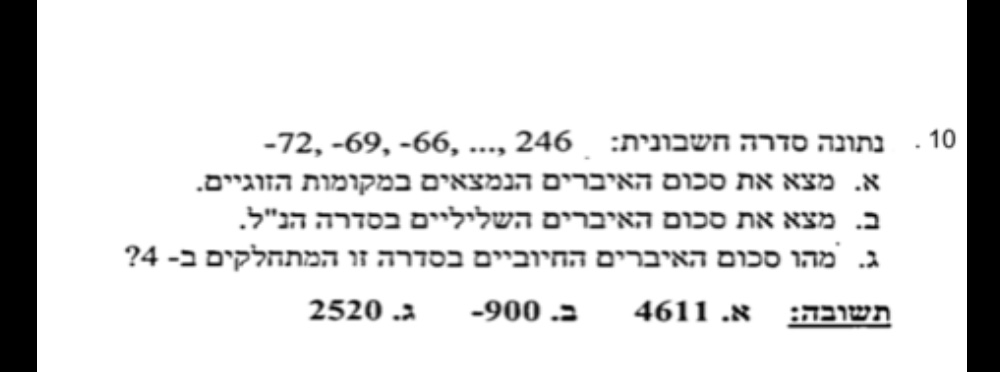 10. נתונה סדרה חשבונית: -72, -69, -66, ..., 246
א. מצא את סכום האיברים הנמצאים במקומות הזוגיים.
ב. מצא את סכום האיברים השליליים בסדרה הנ"ל.
ג. מהו סכום האיברים החיוביים בסדרה זו המתחלקים ב- 4?
תשובה: א. 4611 ב. -900 ג. 2520